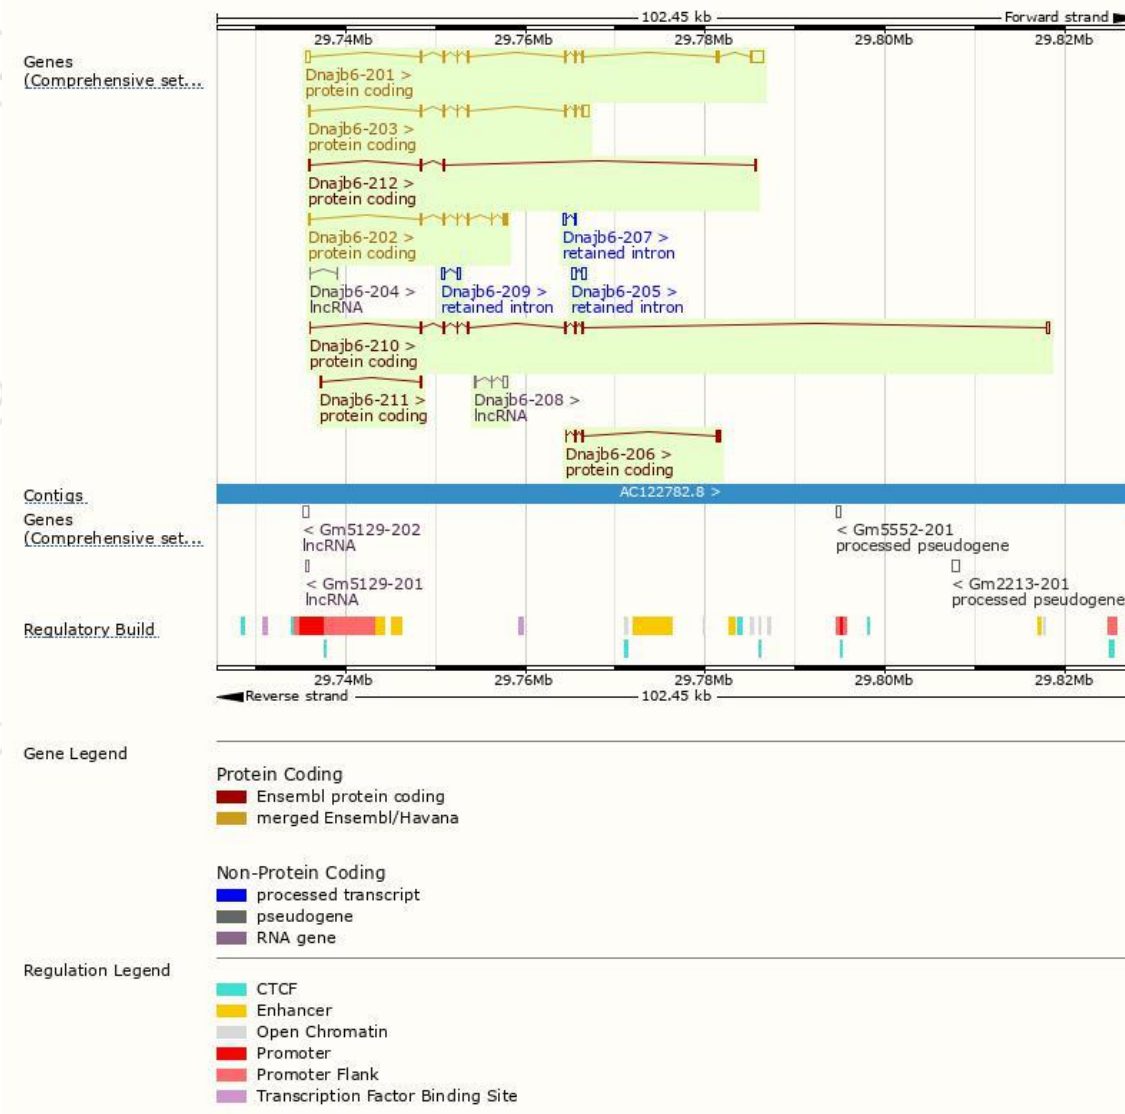 102.45 kb Forward strand
29.74Mb 29.76Mb 29.78Mb 29.80Mb 29.82Mb
Genes
(Comprehensive set...
Dnajb6-201 >
protein coding
Dnajb6-203 >
protein coding
Dnajb6-212 >
protein coding
Dnajb6-202 > Dnajb6-207 >
protein coding retained intron
Dnajb6-204 > Dnajb6-209 > Dnajb6-205 >
lncRNA retained intron retained intron
Dnajb6-210 >
protein coding
Dnajb6-211 > Dnajb6-208 >
protein coding lncRNA
Dnajb6-206 >
protein coding
Contigs AC122782.8 >
Genes
(Comprehensive set...
< Gm5129-202 < Gm5552-201
lncRNA processed pseudogene
< Gm5129-201 < Gm2213-201
lncRNA processed pseudogene
Regulatory Build
29.74Mb 29.76Mb 29.78Mb 29.80Mb 29.82Mb
Reverse strand 102.45 kb
Gene Legend
Protein Coding
Ensembl protein coding
merged Ensembl/Havana
Non-Protein Coding
processed transcript
pseudogene
RNA gene
Regulation Legend
CTCF
Enhancer
Open Chromatin
Promoter
Promoter Flank
Transcription Factor Binding Site